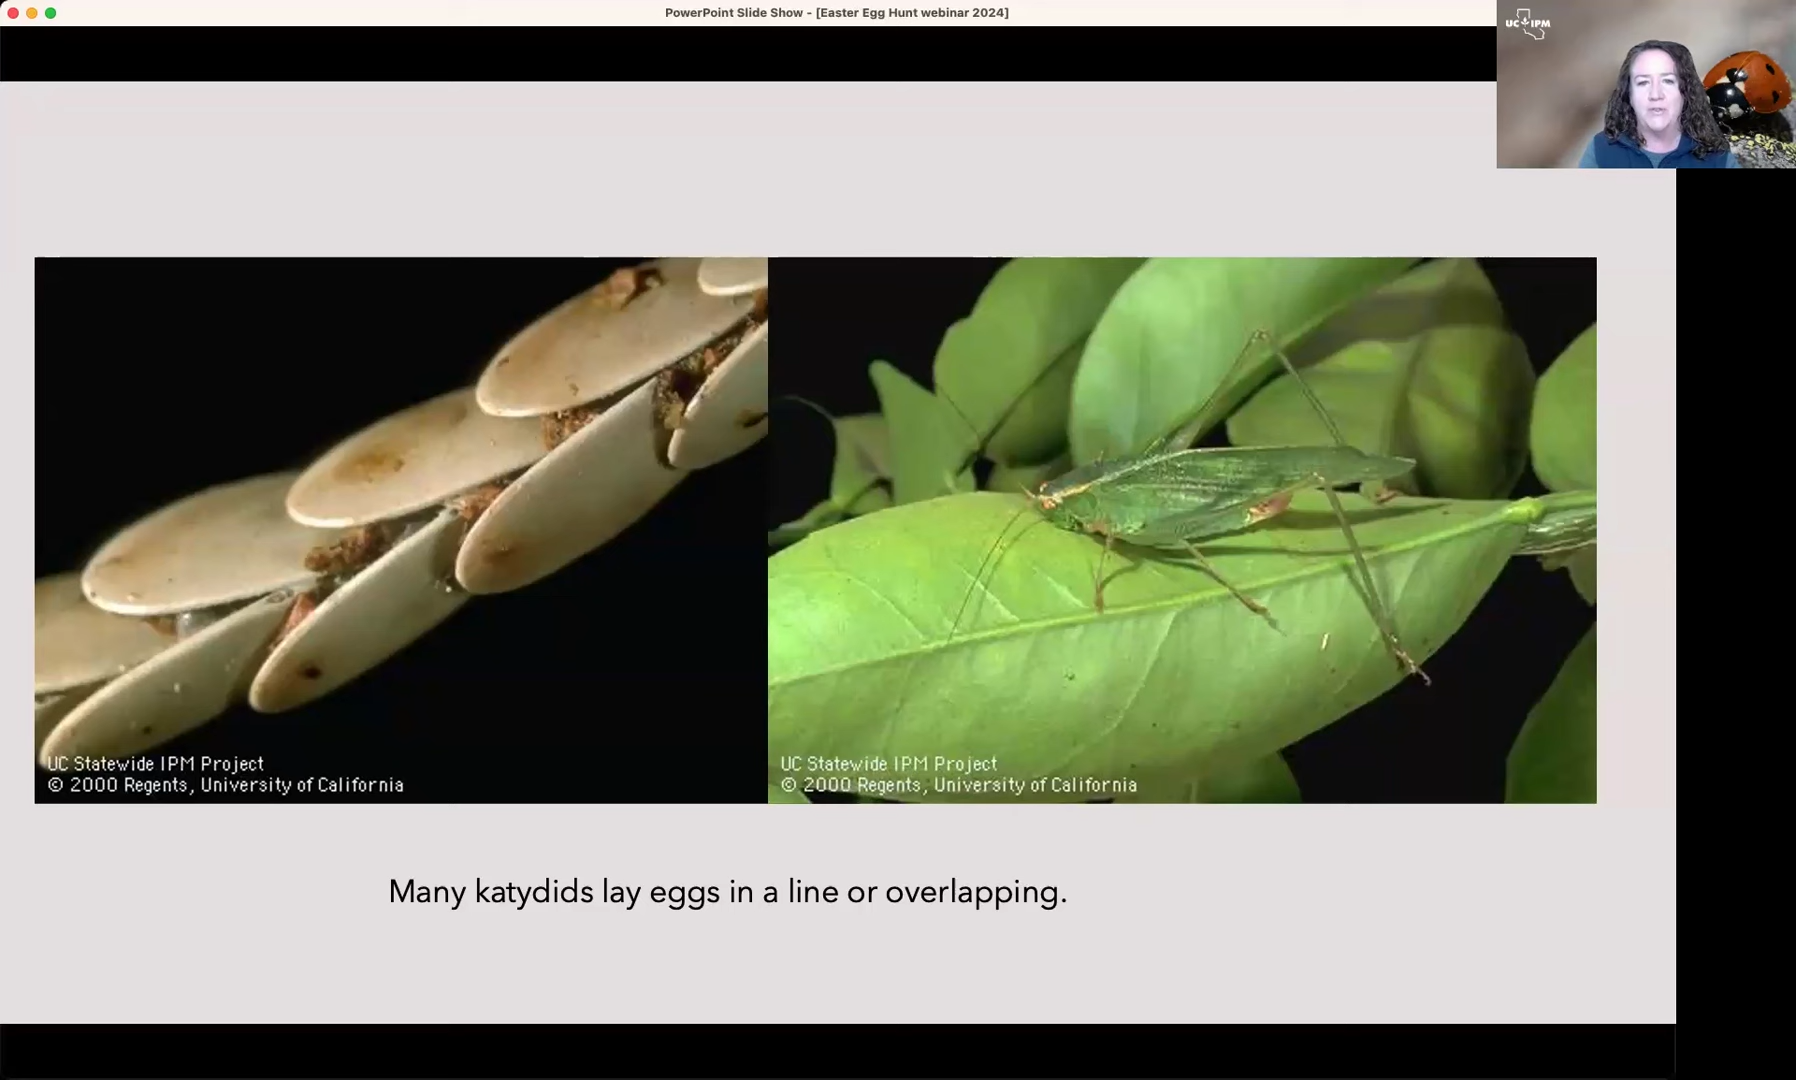 PowerPoint Slide Show - [Easter Egg Hunt webinar 2024]
UC IPM
UC Statewide IPM Project
© 2000 Regents, University of California
UC Statewide IPM Project
© 2000 Regents, University of California
Many katydids lay eggs in a line or overlapping.